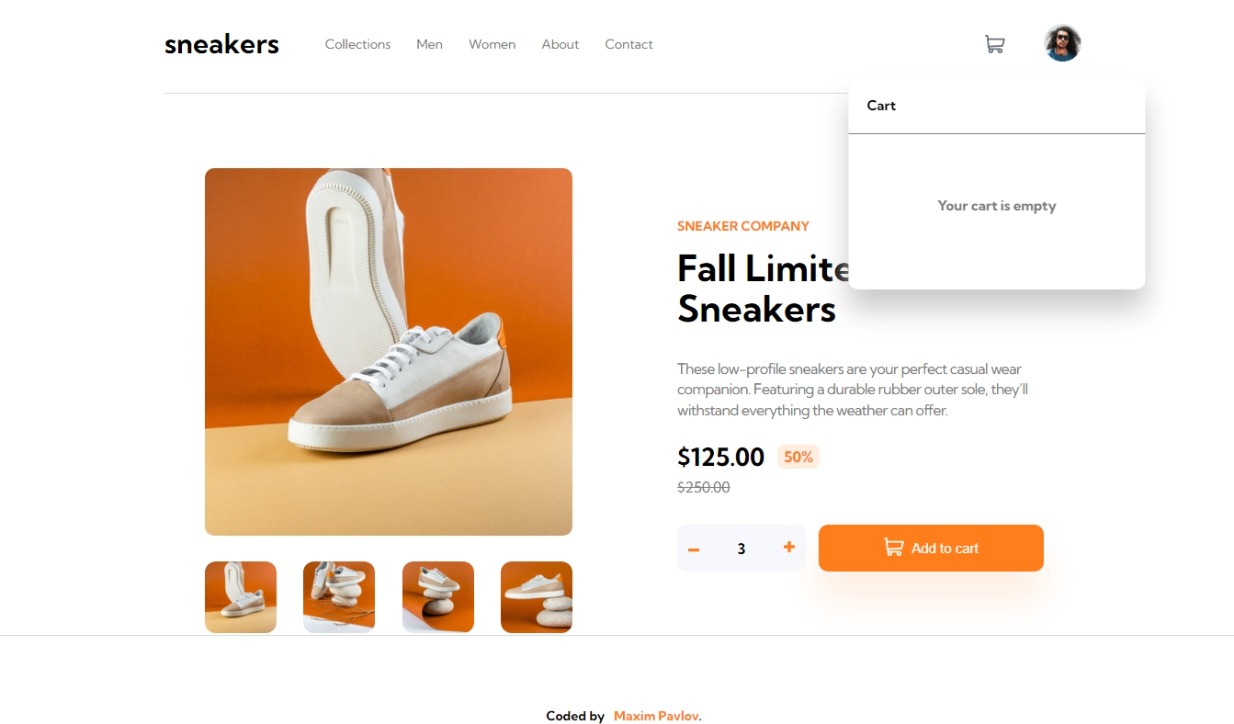 sneakers
Collections Men Women About Contact
Cart
Your cart is empty
SNEAKER COMPANY
Fall Limite
Sneakers
These low-profile sneakers are your perfect casual wear
companion. Featuring a durable rubber outer sole, they'll
withstand everything the weather can offer.
$125.00 50%
$250.00
3 Add to cart
Coded by Maxim Pavlov.